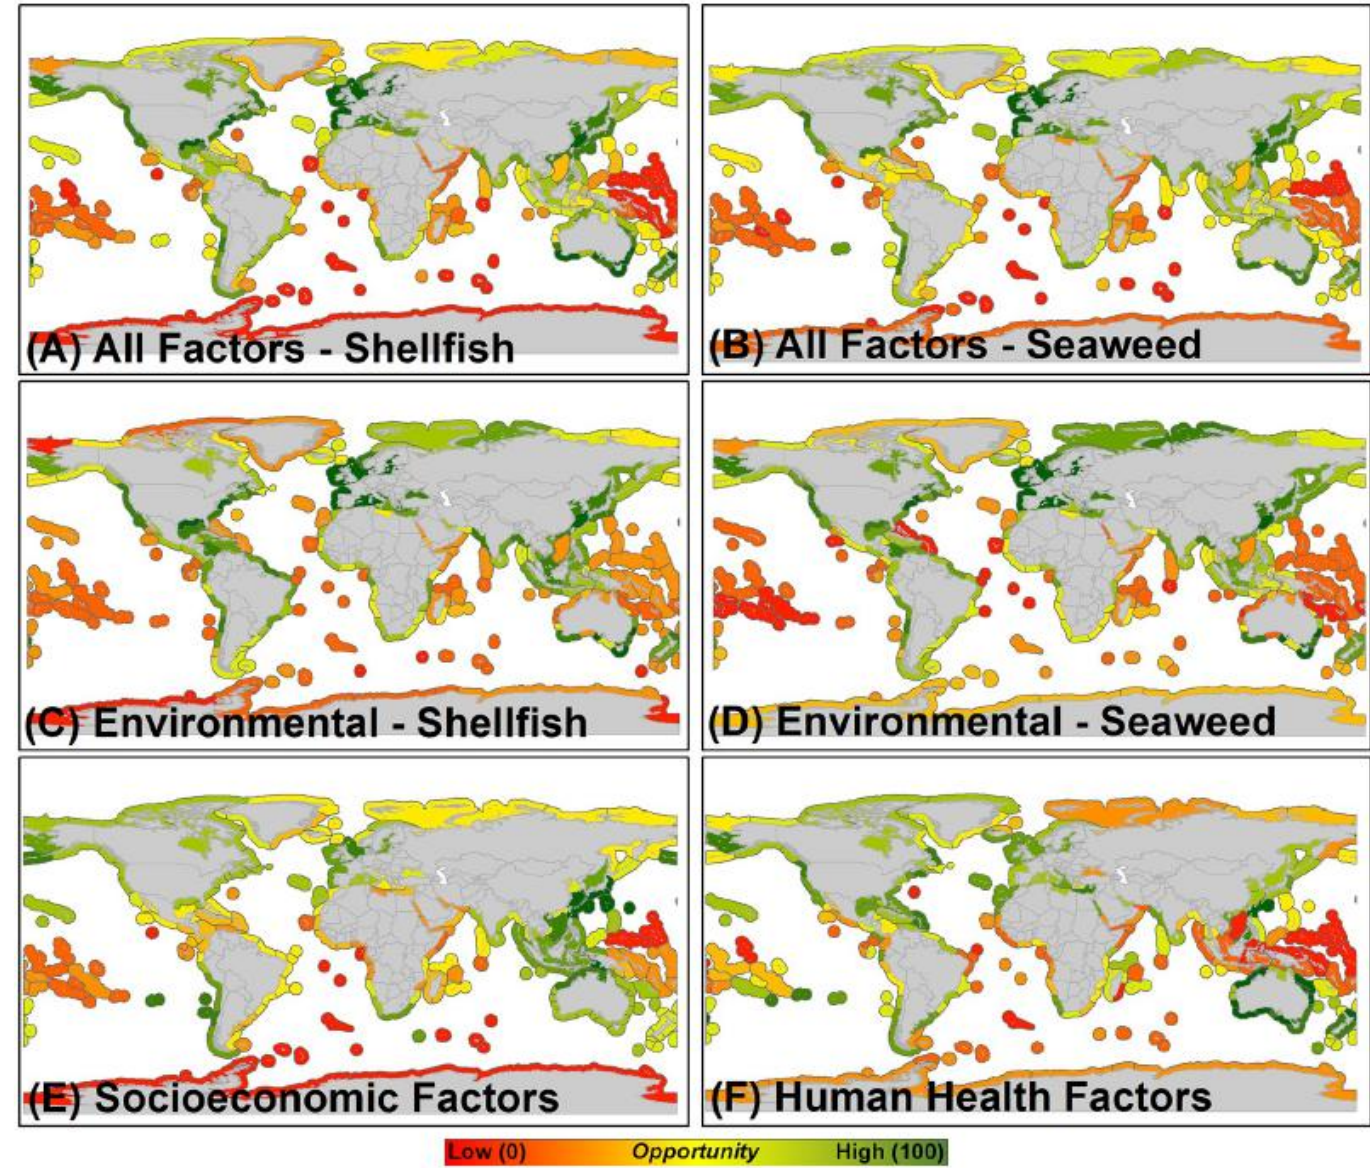 (A) All Factors - Shellfish
(B) All Factors - Seaweed
(C) Environmental - Shellfish
(D) Environmental - Seaweed
(E) Socioeconomic Factors
(F) Human Health Factors
Low (0) Opportunity High (100)